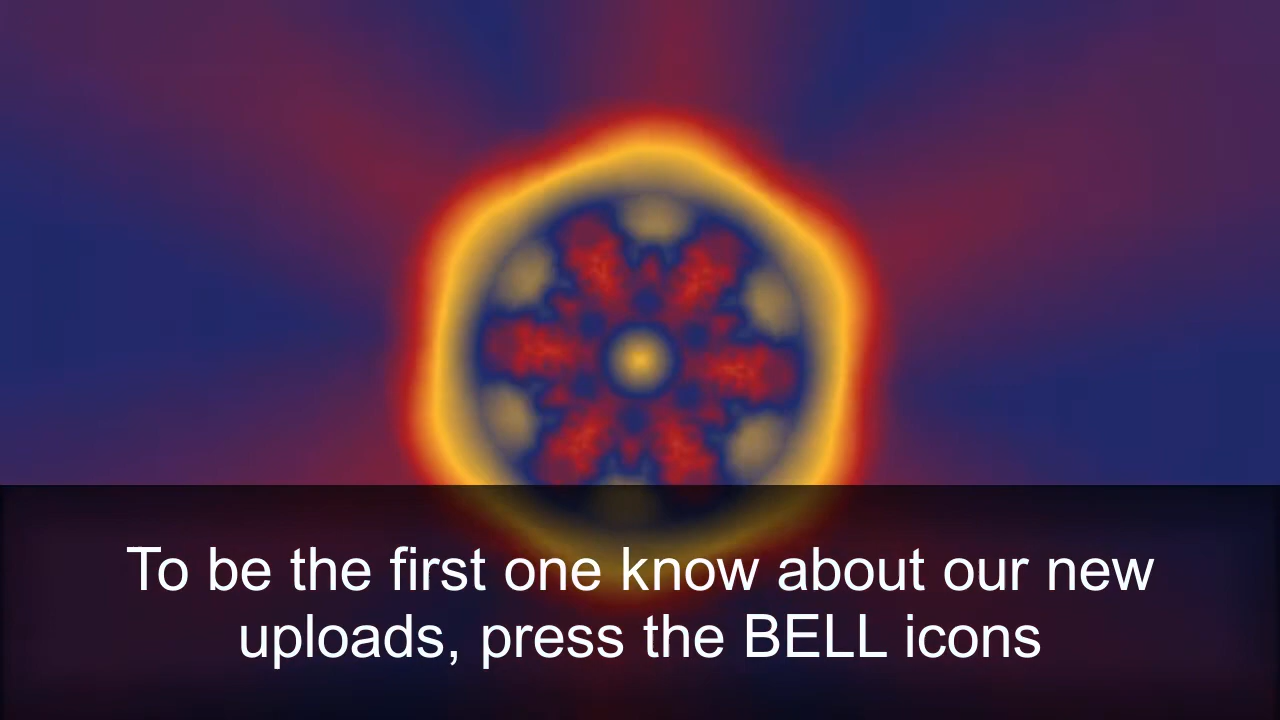 To be the first one know about our new
uploads, press the BELL icons